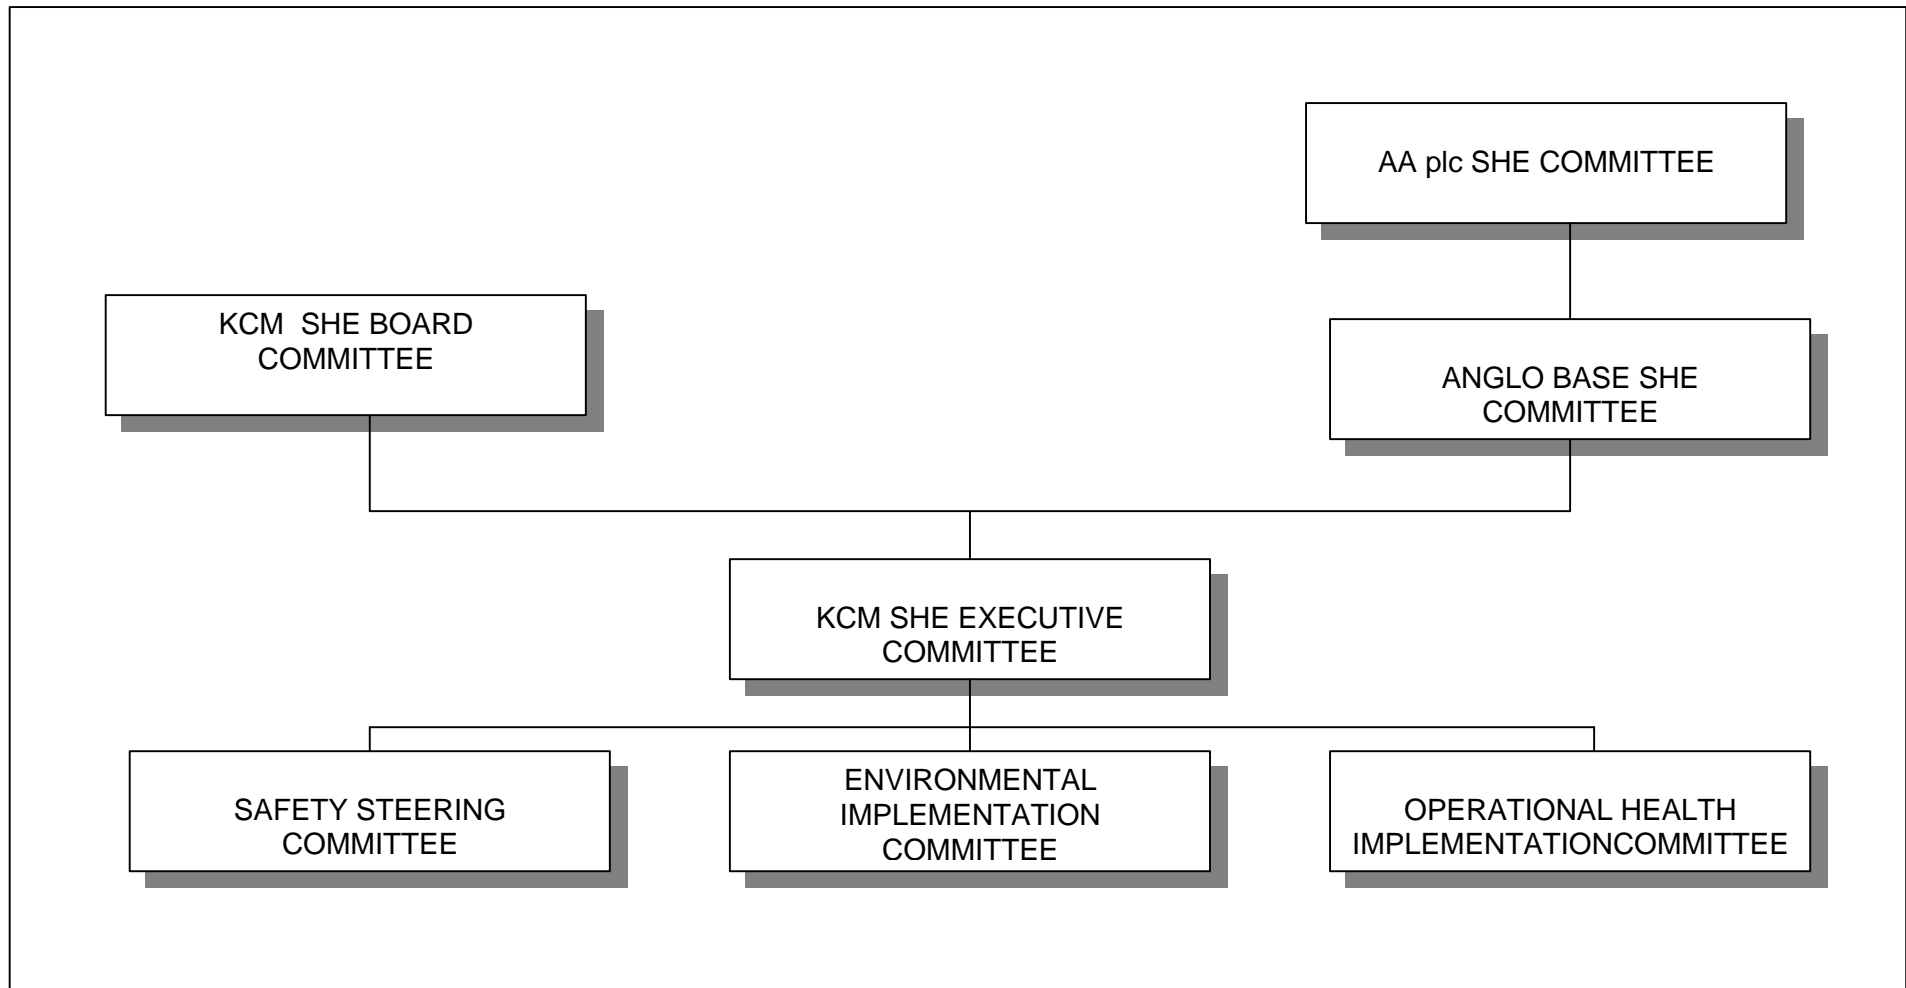 AA plc SHE COMMITTEE
KCM  SHE BOARD
COMMITTEE
ANGLO BASE SHE
COMMITTEE
KCM SHE EXECUTIVE
COMMITTEE
SAFETY STEERING
COMMITTEE
ENVIRONMENTAL
IMPLEMENTATION
COMMITTEE
OPERATIONAL HEALTH
IMPLEMENTATIONCOMMITTEE